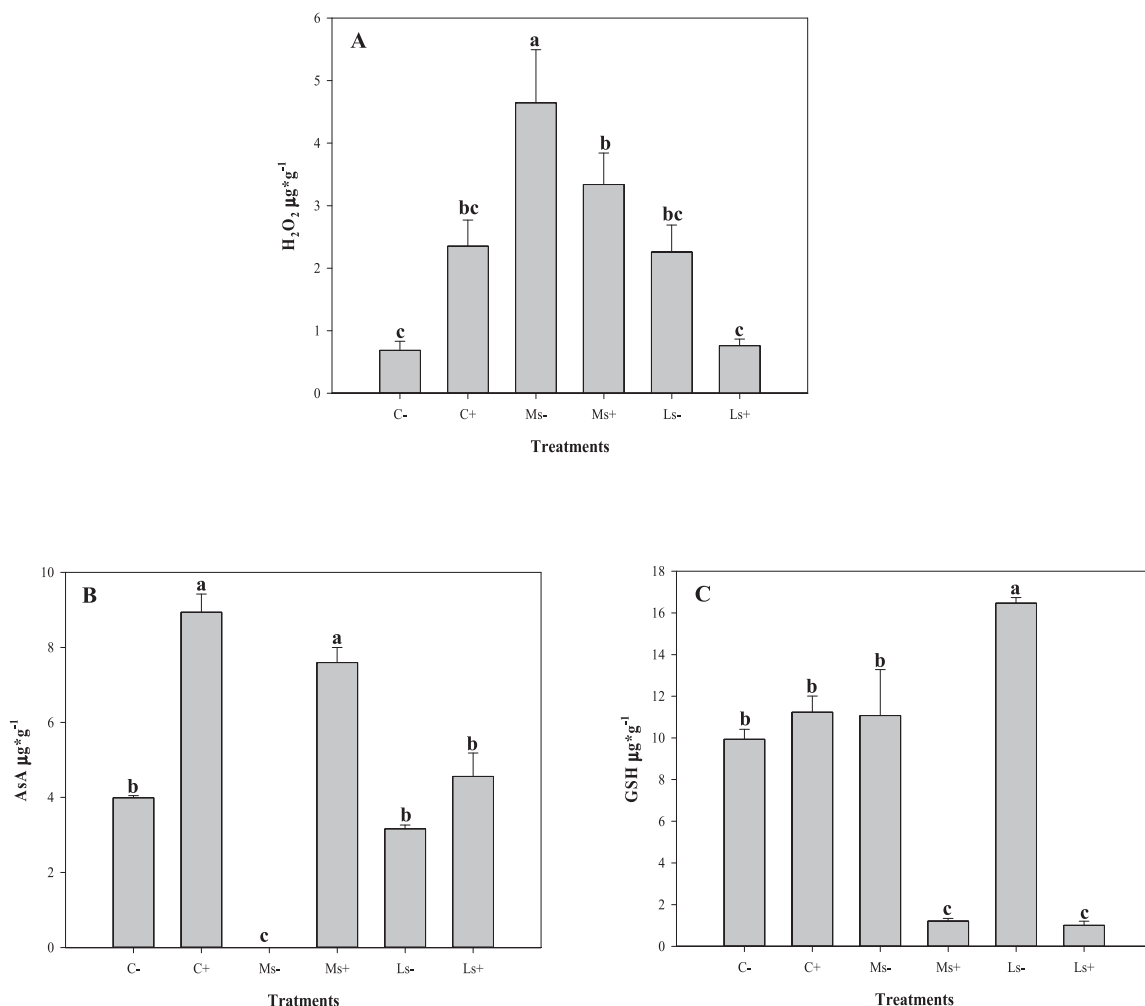 A
H₂O₂ µg*g⁻¹
6
5
4
3
2
1
0
c
bc
a
b
bc
c
C-
C+
Ms-
Ms+
Ls-
Ls+
Treatments
B
AsA µg*g⁻¹
10
8
6
4
2
0
b
a
c
a
b
b
C-
C+
Ms-
Ms+
Ls-
Ls+
Tratments
C
GSH µg*g⁻¹
18
16
14
12
10
8
6
4
2
0
b
b
b
c
a
c
C-
C+
Ms-
Ms+
Ls-
Ls+
Treatments